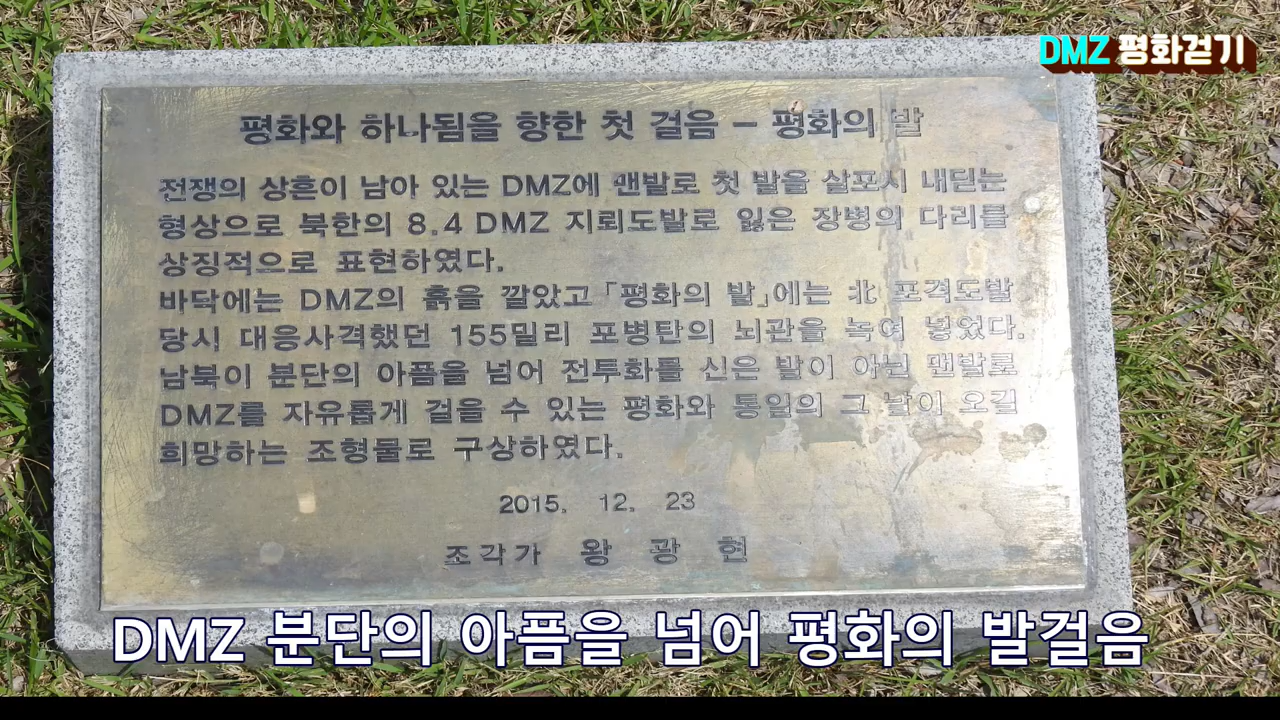 DMZ 평화걷기
평화와 하나됨을 향한 첫 걸음 - 평화의 발
전쟁의 상흔이 남아 있는 DMZ에 맨발로 첫 발을 살포시 내딛는
형상으로 북한의 8.4 DMZ 지뢰도발로 잃은 장병의 다리를
상징적으로 표현하였다.
바닥에는 DMZ의 흙을 깔았고 「평화의 발」에는 北 포격도발
당시 대응사격했던 155밀리 포병탄의 뇌관을 녹여 넣었다.
남북이 분단의 아픔을 넘어 전투화를 신은 발이 아닌 맨발로
DMZ를 자유롭게 걸을 수 있는 평화와 통일의 그 날이 오길
희망하는 조형물로 구상하였다.
2015. 12. 23
조각가 왕 광 현
DMZ 분단의 아픔을 넘어 평화의 발걸음